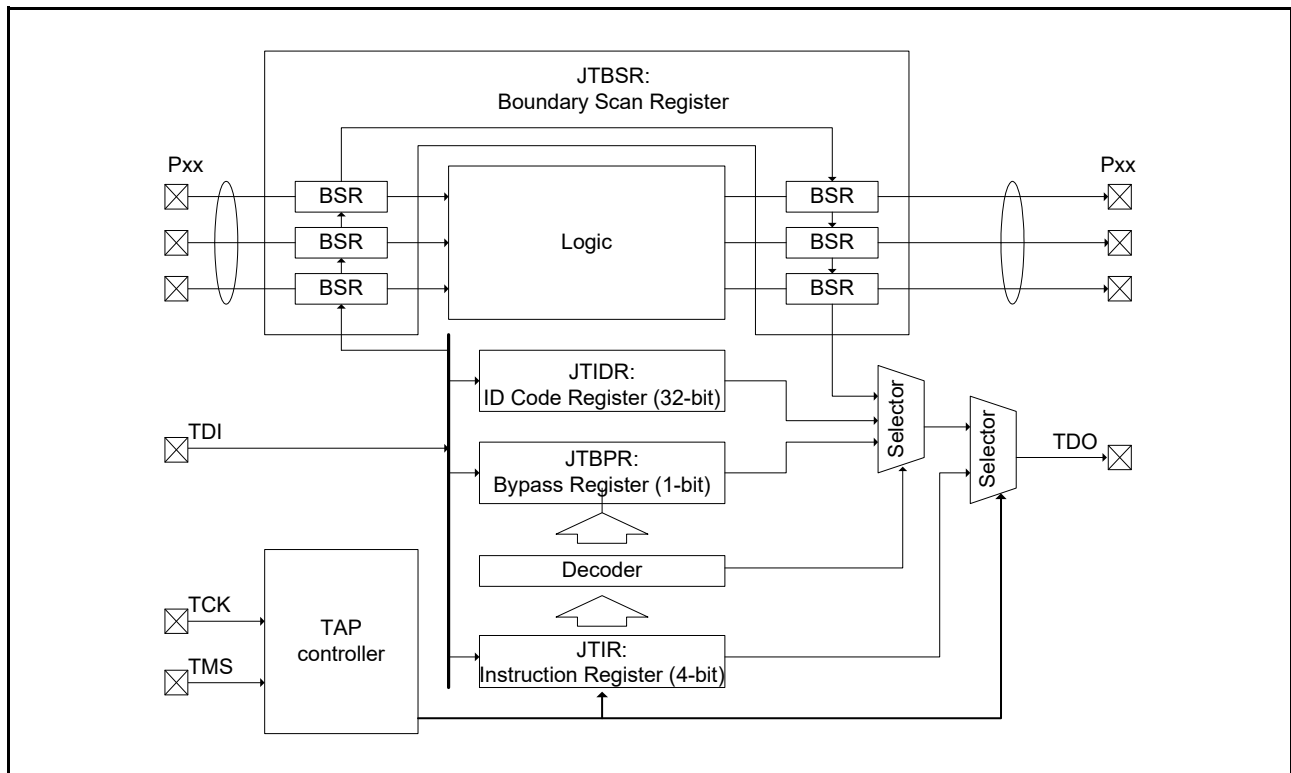 JTBSR:
Boundary Scan Register
Pxx
Pxx
BSR
BSR
BSR
BSR
BSR
BSR
Logic
JTIDR:
ID Code Register (32-bit)
TDI
JTBPR:
Bypass Register (1-bit)
Selector
Selector
TDO
Decoder
TCK
TMS
TAP
controller
JTIR:
Instruction Register (4-bit)